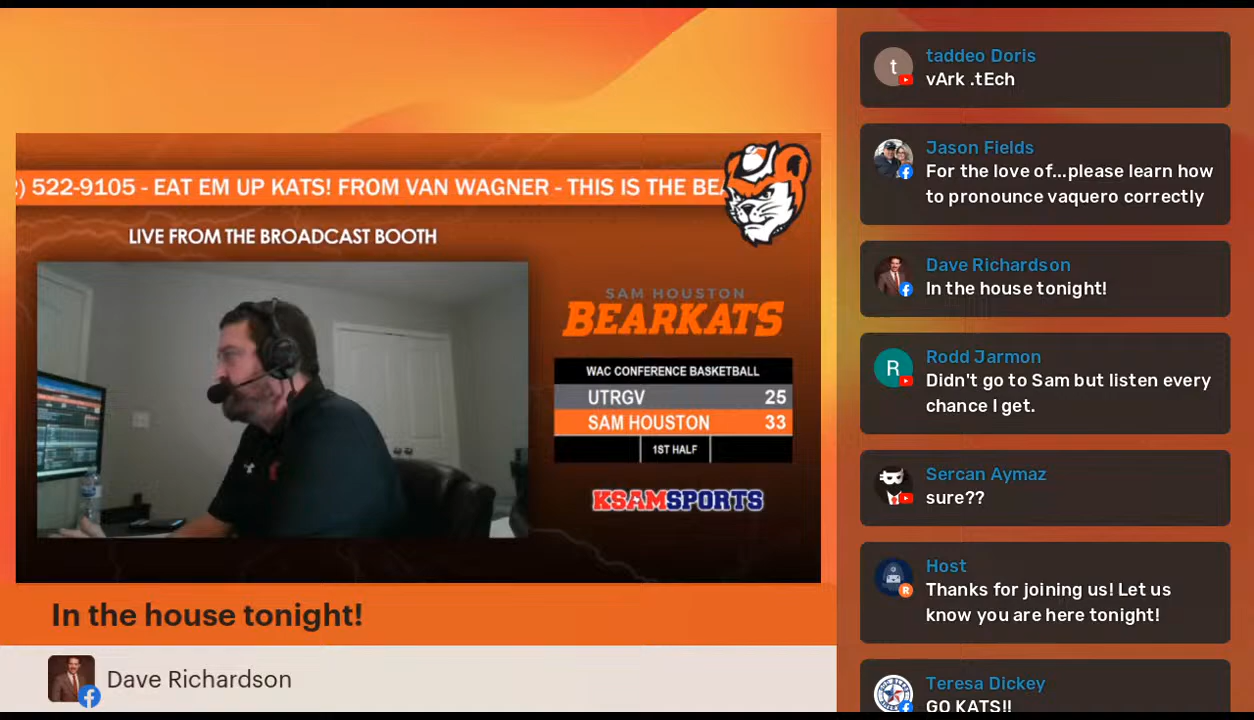 2) 522-9105 - EAT EM UP KATS! FROM VAN WAGNER - THIS IS THE BEA
LIVE FROM THE BROADCAST BOOTH
SAM HOUSTON
BEARKATS
WAC CONFERENCE BASKETBALL
UTRGV 25
SAM HOUSTON 33
1ST HALF
KSAMSPORTS
In the house tonight!
Dave Richardson
t
taddeo Doris
vArk .tEch
Jason Fields
For the love of...please learn how
to pronounce vaquero correctly
Dave Richardson
In the house tonight!
R
Rodd Jarmon
Didn't go to Sam but listen every
chance I get.
Sercan Aymaz
sure??
Host
R
Thanks for joining us! Let us
know you are here tonight!
Teresa Dickey
GO KATS!!